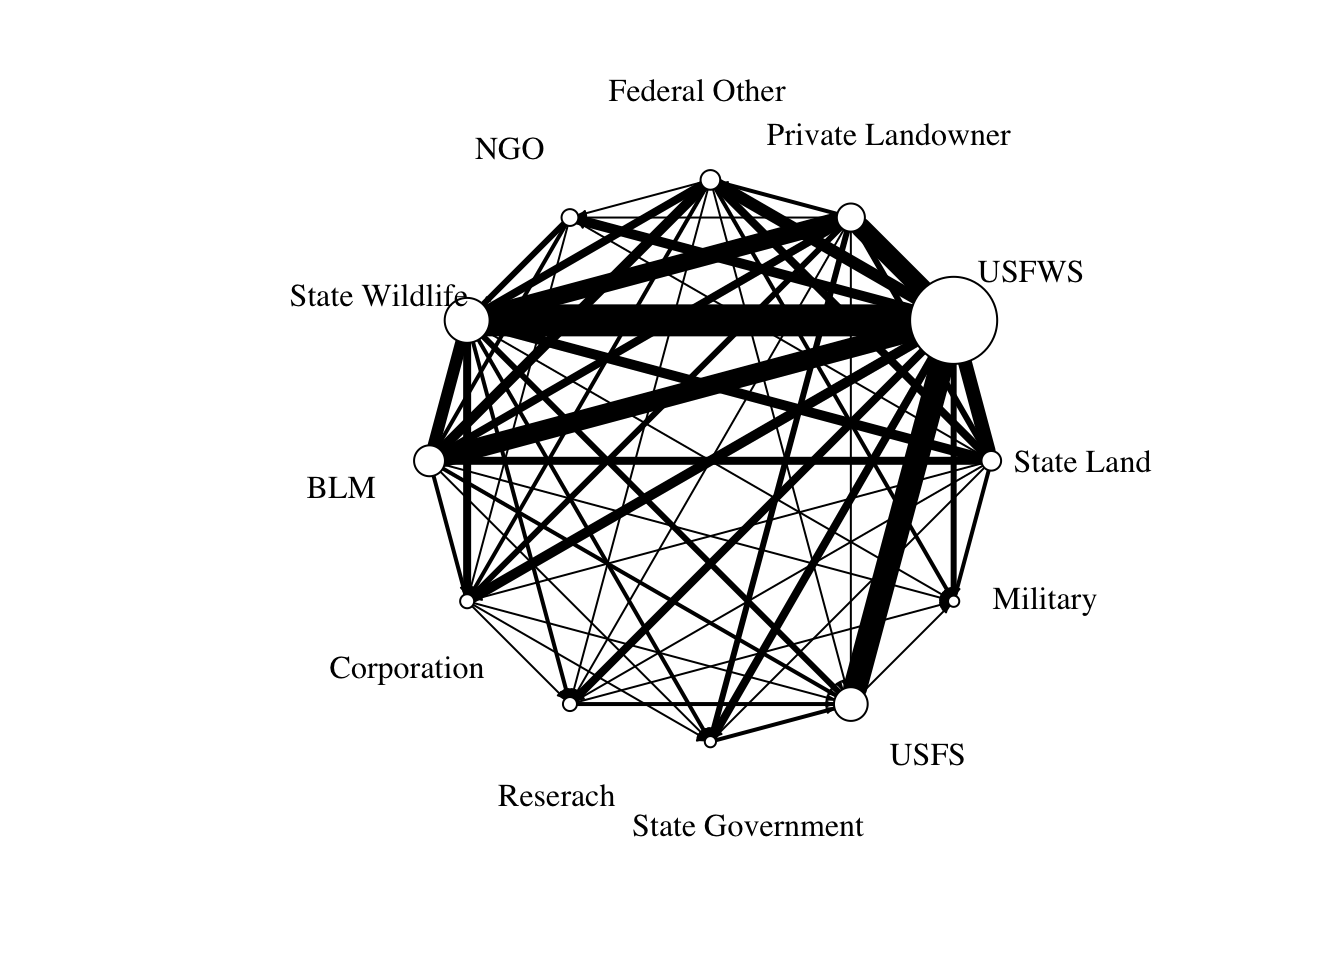 Federal Other
Private Landowner
NGO
USFWS
State Wildlife
State Land
BLM
Military
Corporation
USFS
Reserach
State Government